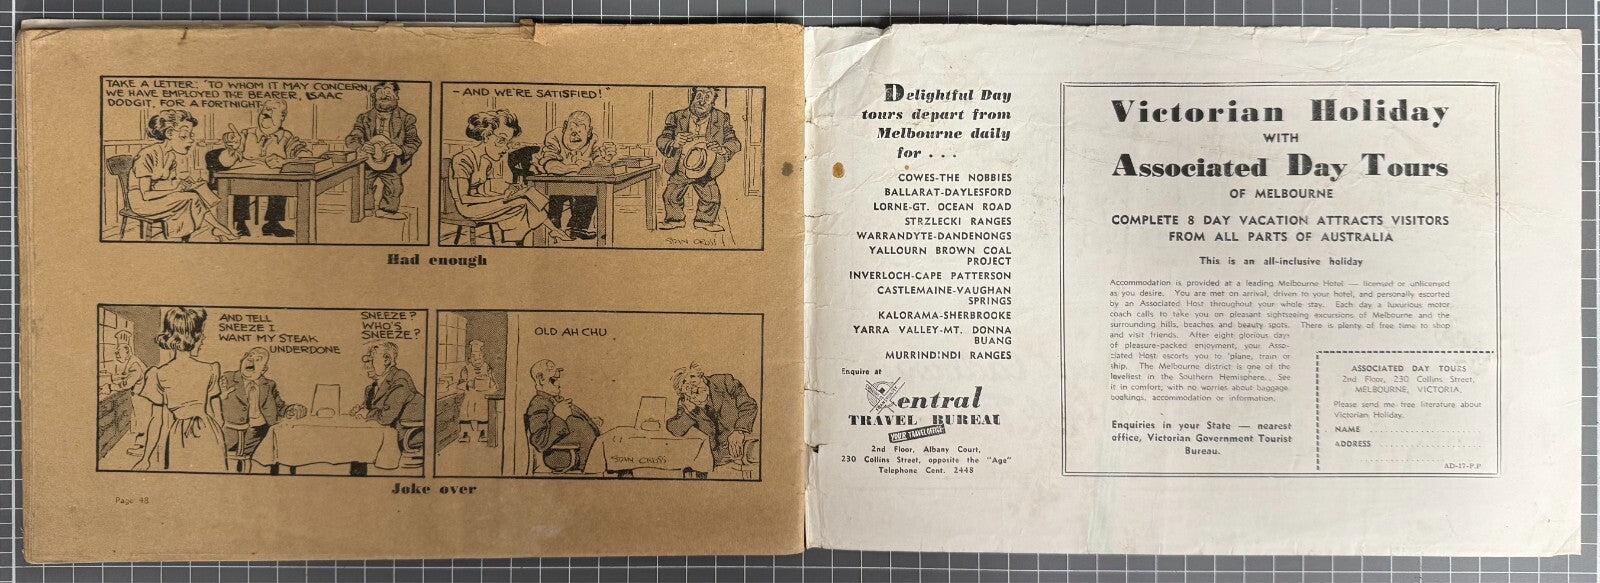 TAKE A LETTER: 'TO WHOM IT MAY CONCERN,
WE HAVE EMPLOYED THE BEARER, ISAAC
DODGIT, FOR A FORTNIGHT
- AND WE'RE SATISFIED!'
STAN CROSS
Had enough
AND TELL
SNEEZE I
WANT MY STEAK
UNDERDONE
SNEEZE?
WHO'S
SNEEZE?
OLD AH CHU
STAN CROSS
Joke over
Page 48
Delightful Day
tours depart from
Melbourne daily
for . . .
COWES-THE NOBBIES
BALLARAT-DAYLESFORD
LORNE-GT. OCEAN ROAD
STRZLECKI RANGES
WARRANDYTE-DANDENONGS
YALLOURN BROWN COAL
PROJECT
INVERLOCH-CAPE PATTERSON
CASTLEMAINE-VAUGHAN
SPRINGS
KALORAMA-SHERBROOKE
YARRA VALLEY-MT. DONNA
BUANG
MURRINDINDI RANGES
Enquire at
Central
TRAVEL BUREAU
YOUR TRAVEL OFFICE
2nd Floor, Albany Court,
230 Collins Street, opposite the "Age"
Telephone Cent. 2448
Victorian Holiday
WITH
Associated Day Tours
OF MELBOURNE
COMPLETE 8 DAY VACATION ATTRACTS VISITORS
FROM ALL PARTS OF AUSTRALIA
This is an all-inclusive holiday
Accommodation is provided at a leading Melbourne Hotel — licensed or unlicensed
as you desire. You are met on arrival, driven to your hotel, and personally escorted
by an Associated Host throughout your whole stay. Each day a luxurious motor
coach calls to take you on pleasant sightseeing excursions of Melbourne and the
surrounding hills, beaches and beauty spots. There is plenty of free time to shop
and visit friends. After eight glorious days
of pleasure-packed enjoyment, your Asso-
ciated Host escorts you to 'plane, train or
ship. The Melbourne district is one of the
loveliest in the Southern Hemisphere. See
it in comfort, with no worries about baggage,
bookings, accommodation or information.
Enquiries in your State — nearest
office, Victorian Government Tourist
Bureau.
ASSOCIATED DAY TOURS
2nd Floor, 230 Collins Street,
MELBOURNE, VICTORIA.
Please send me free literature about
Victorian Holiday.
NAME
ADDRESS
AD-17-P.P